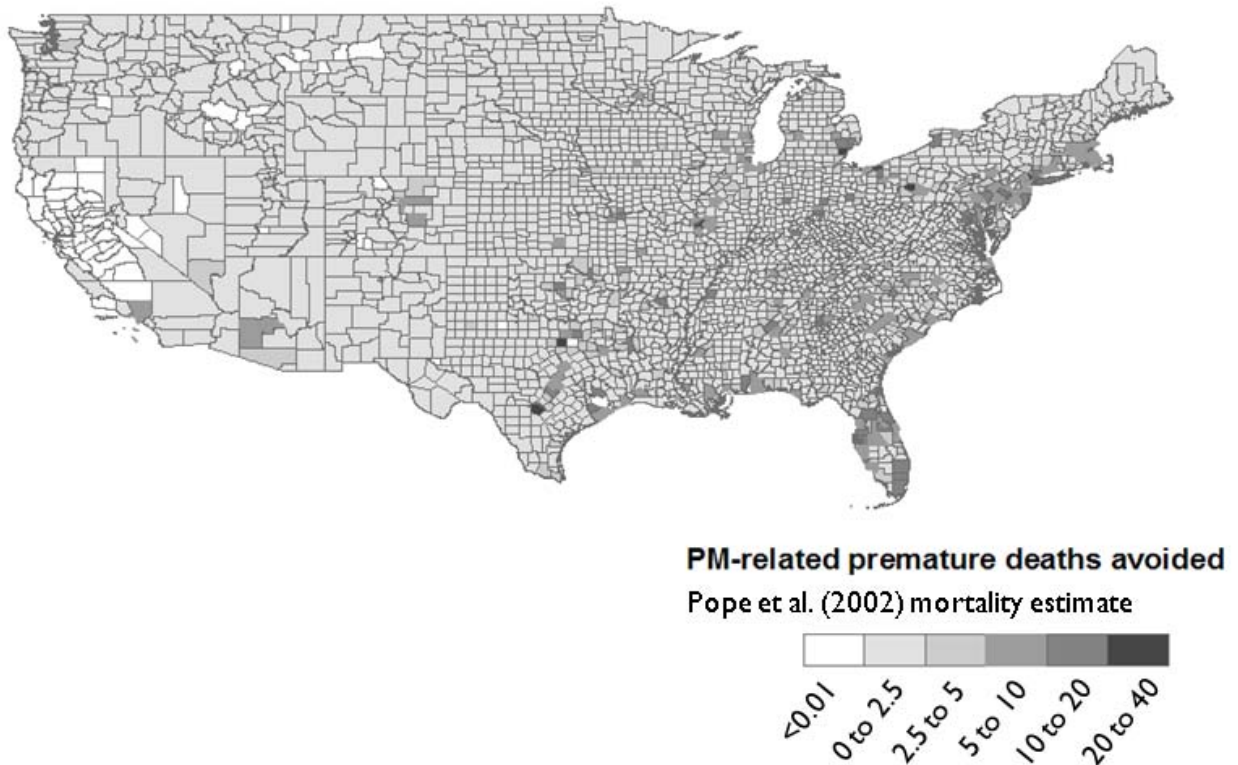 PM-related premature deaths avoided
Pope et al. (2002) mortality estimate
<0.01
0 to 2.5
2.5 to 5
5 to 10
10 to 20
20 to 40